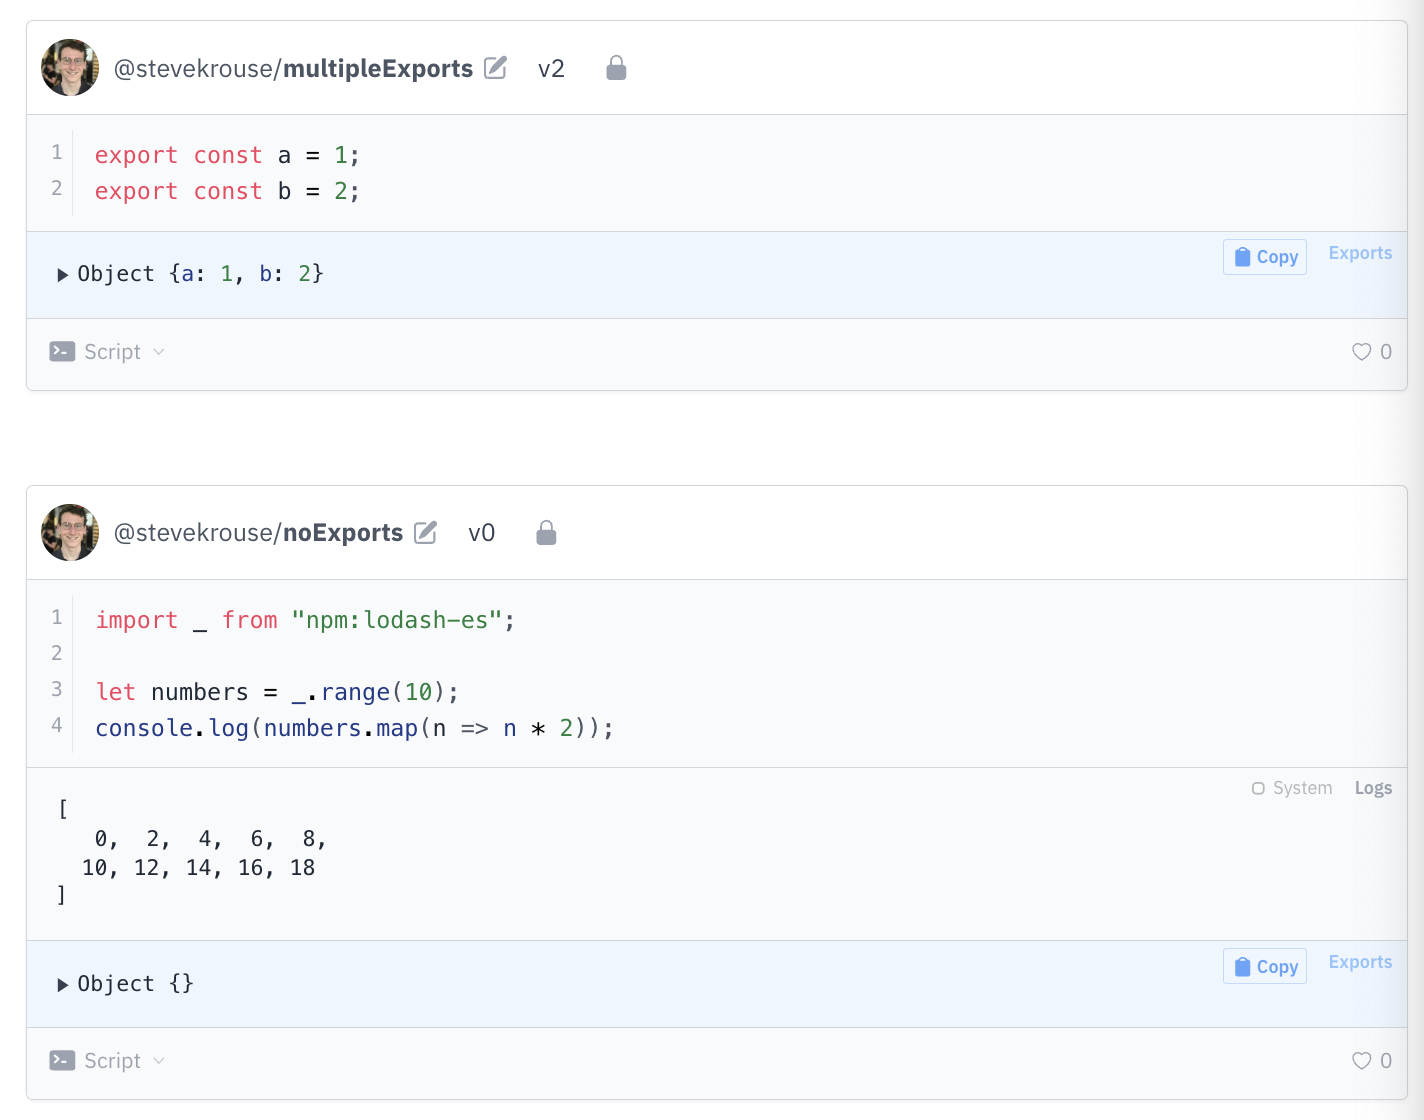 @stevekrouse/multipleExports v2
1 export const a = 1;
2 export const b = 2;
Copy Exports
Object {a: 1, b: 2}
Script 0
@stevekrouse/noExports v0
1 import _ from "npm:lodash-es";
2
3 let numbers = _.range(10);
4 console.log(numbers.map(n => n * 2));
System Logs
[
0, 2, 4, 6, 8,
10, 12, 14, 16, 18
]
Copy Exports
Object {}
Script 0